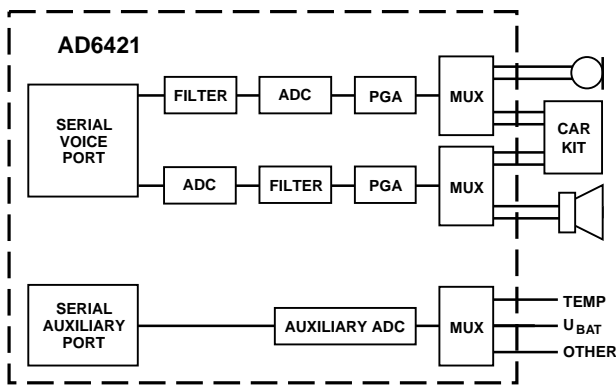 AD6421
SERIAL
VOICE
PORT
FILTER
ADC
PGA
MUX
CAR
KIT
ADC
FILTER
PGA
MUX
SERIAL
AUXILIARY
PORT
AUXILIARY ADC
MUX
TEMP
U BAT
OTHER